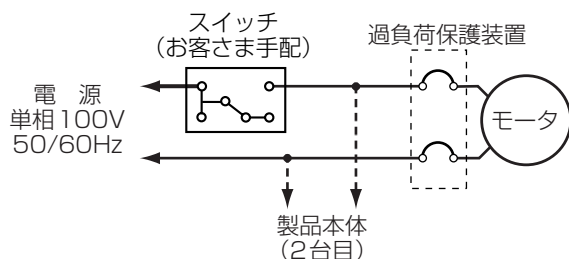 スイッチ
（お客さま手配）
過負荷保護装置
電　源
単相100V
50/60Hz
モータ
製品本体
（2台目）